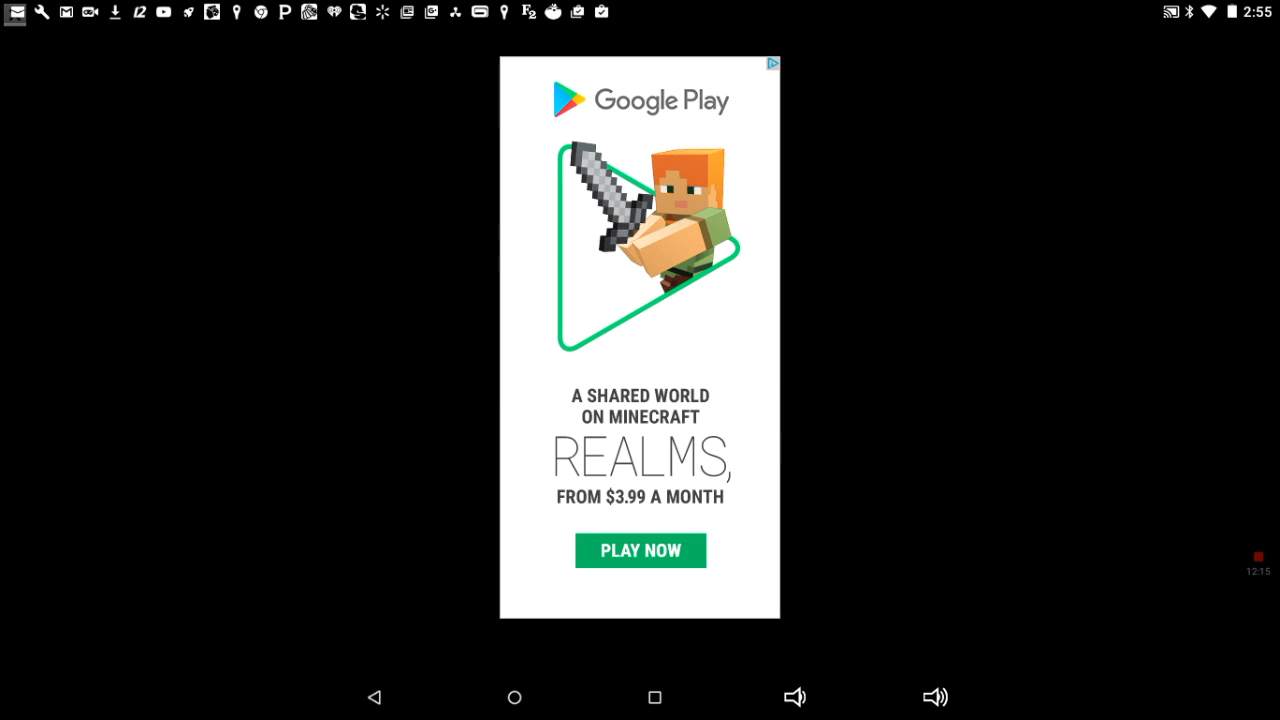 2:55
Google Play
A SHARED WORLD
ON MINECRAFT
REALMS,
FROM $3.99 A MONTH
PLAY NOW
12:15